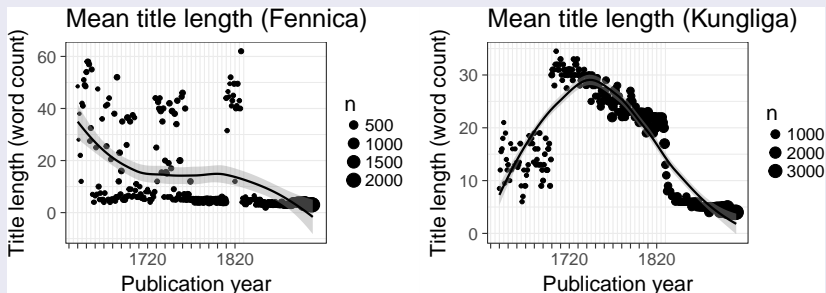 Mean title length (Fennica)
Title length (word count)
60
40
20
0
1720
1820
Publication year
n
500
1000
1500
2000
Mean title length (Kungliga)
Title length (word count)
30
20
10
0
1720
1820
Publication year
n
1000
2000
3000